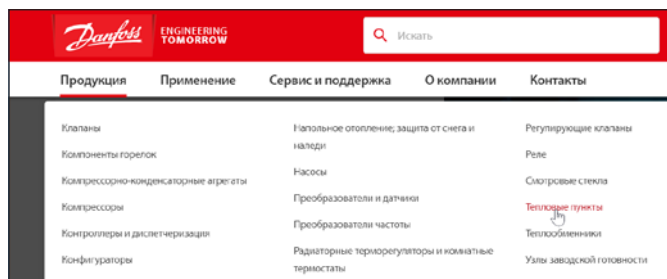 Danfoss
ENGINEERING
TOMORROW
Искать
Продукция Применение Сервис и поддержка О компании Контакты
Клапаны
Компоненты горелок
Компрессорно-конденсаторные агрегаты
Компрессоры
Контроллеры и диспетчеризация
Конфигураторы
Напольное отопление; защита от снега и
наледи
Насосы
Преобразователи и датчики
Преобразователи частоты
Радиаторные терморегуляторы и комнатные
термостаты
Регулирующие клапаны
Реле
Смотровые стекла
Тепловые пункты
Теплообменники
Узлы заводской готовности